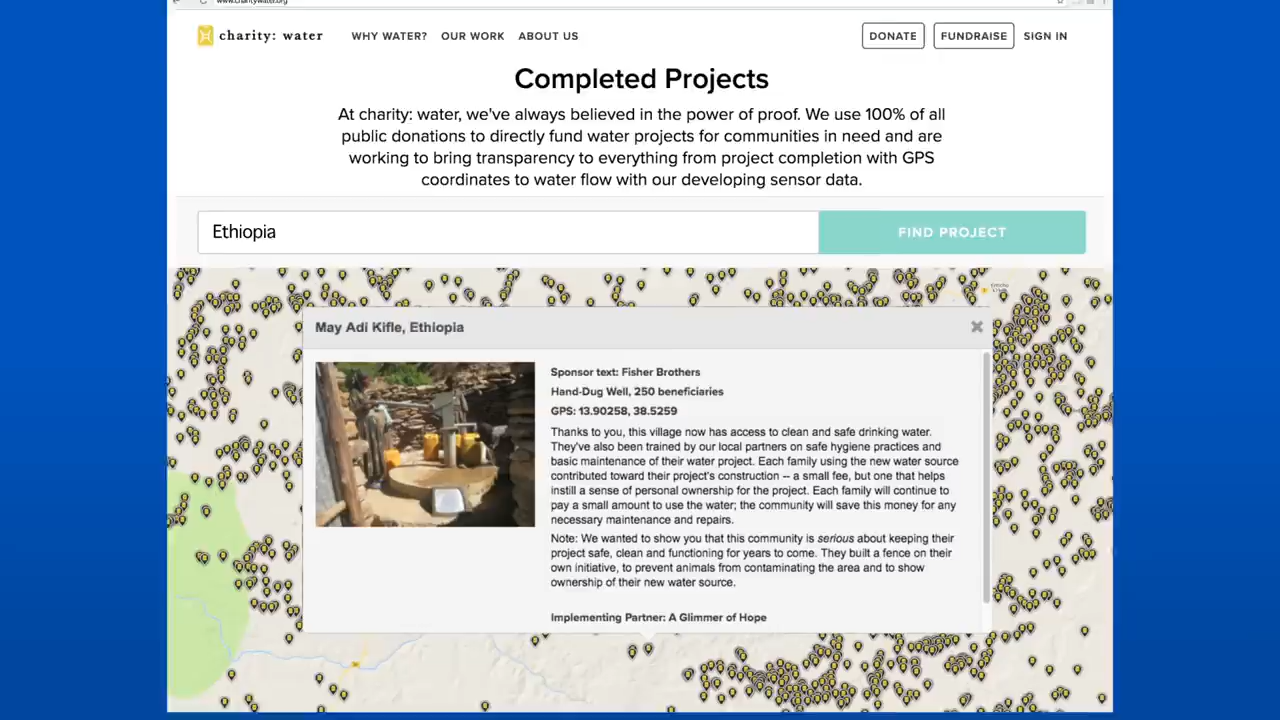 www.charitywater.org
charity: water WHY WATER? OUR WORK ABOUT US DONATE FUNDRAISE SIGN IN
Completed Projects
At charity: water, we've always believed in the power of proof. We use 100% of all
public donations to directly fund water projects for communities in need and are
working to bring transparency to everything from project completion with GPS
coordinates to water flow with our developing sensor data.
Ethiopia FIND PROJECT
May Adi Kifle, Ethiopia
Sponsor text: Fisher Brothers
Hand-Dug Well, 250 beneficiaries
GPS: 13.90258, 38.5259
Thanks to you, this village now has access to clean and safe drinking water.
They've also been trained by our local partners on safe hygiene practices and
basic maintenance of their water project. Each family using the new water source
contributed toward their project's construction -- a small fee, but one that helps
instill a sense of personal ownership for the project. Each family will continue to
pay a small amount to use the water; the community will save this money for any
necessary maintenance and repairs.
Note: We wanted to show you that this community is serious about keeping their
project safe, clean and functioning for years to come. They built a fence on their
own initiative, to prevent animals from contaminating the area and to show
ownership of their new water source.
Implementing Partner: A Glimmer of Hope